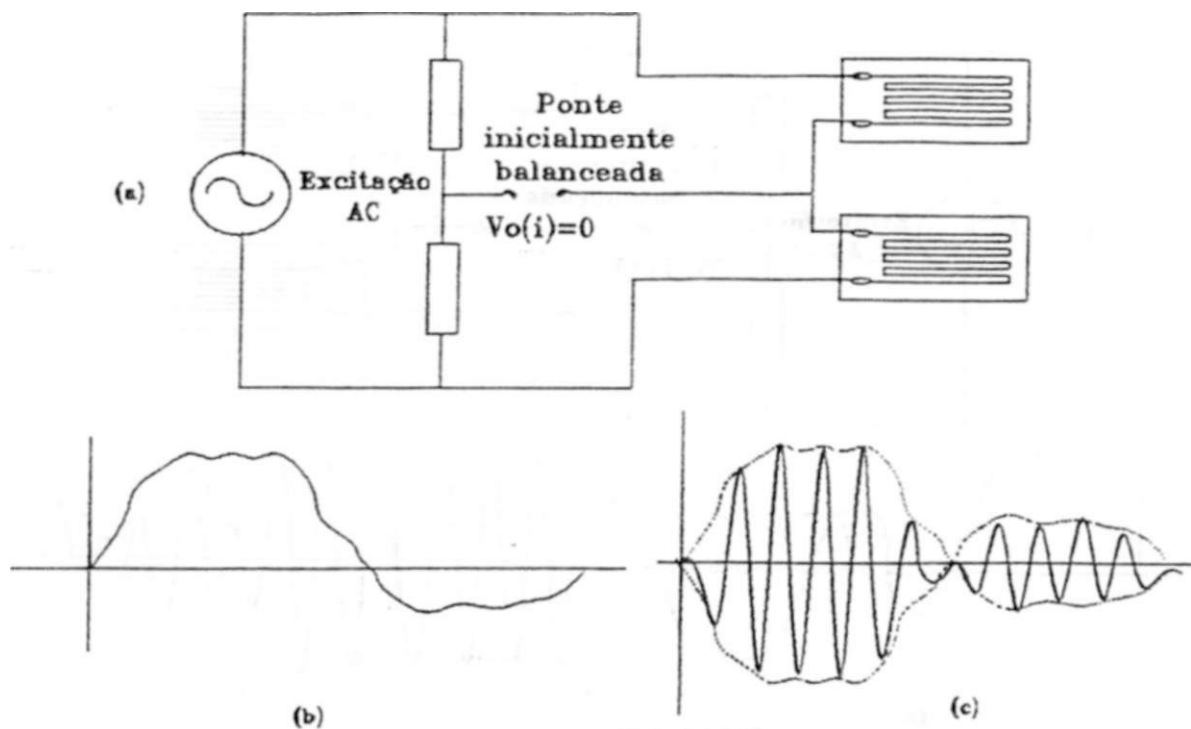 Ponte
inicialmente
balanceada
(a)
Excitação
AC
Vo(i)=0
(b)
(c)